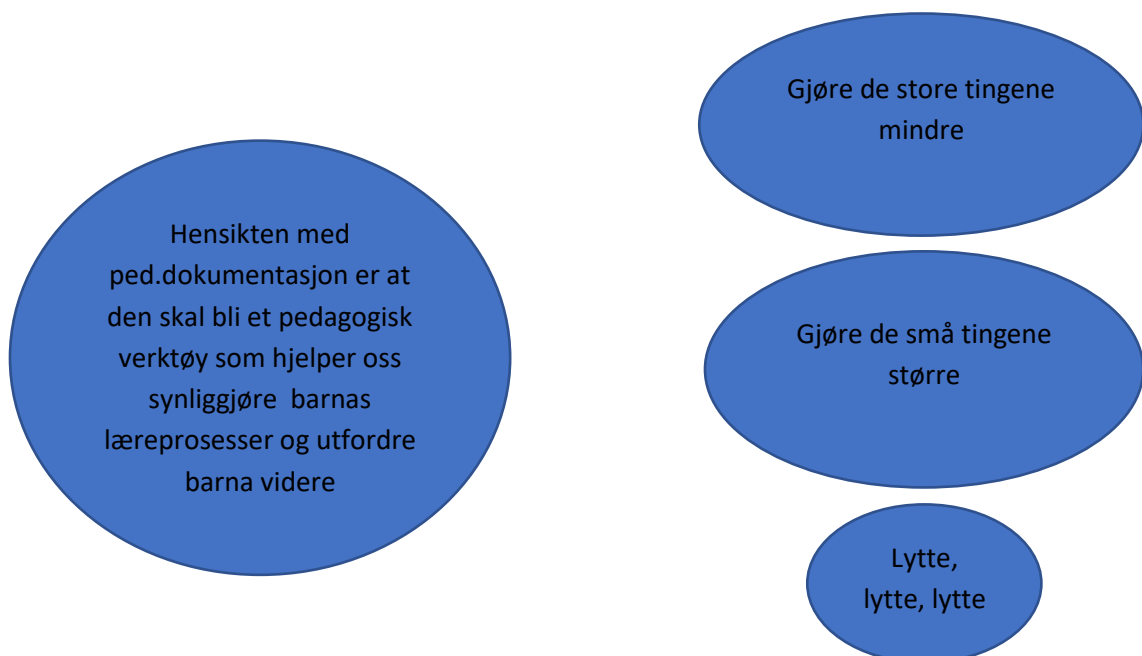 Hensikten med
ped.dokumentasjon er at
den skal bli et pedagogisk
verktøy som hjelper oss
synliggjøre  barnas
læreprosesser og utfordre
barna videre
Gjøre de store tingene
mindre
Gjøre de små tingene
større
Lytte,
lytte, lytte